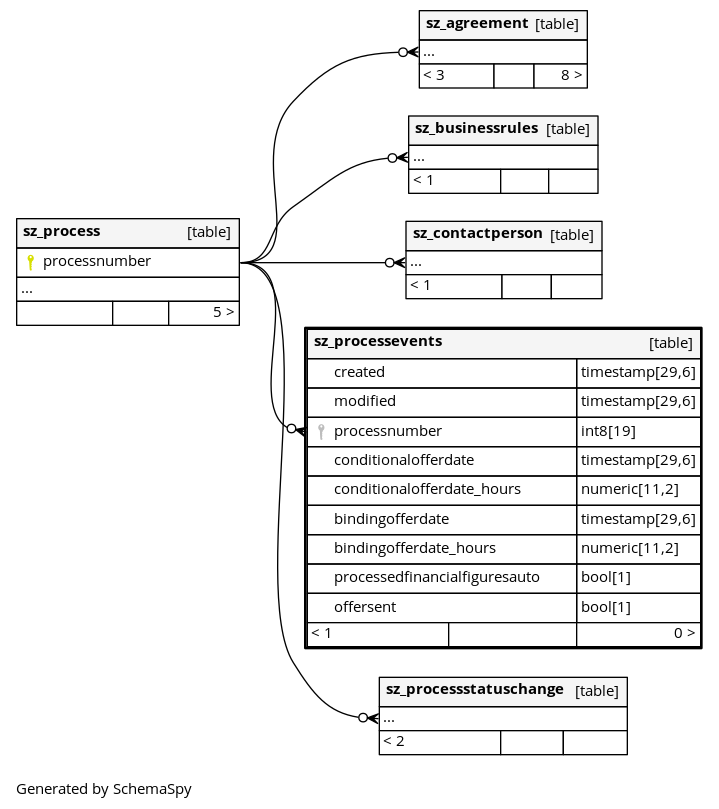 sz_agreement [table]
...
< 3 8 >
sz_businessrules [table]
...
< 1
sz_process [table]
processnumber
...
5 >
sz_contactperson [table]
...
< 1
sz_processevents [table]
created timestamp[29,6]
modified timestamp[29,6]
processnumber int8[19]
conditionalofferdate timestamp[29,6]
conditionalofferdate_hours numeric[11,2]
bindingofferdate timestamp[29,6]
bindingofferdate_hours numeric[11,2]
processedfinancialfiguresauto bool[1]
offersent bool[1]
< 1 0 >
sz_processstatuschange [table]
...
< 2
Generated by SchemaSpy